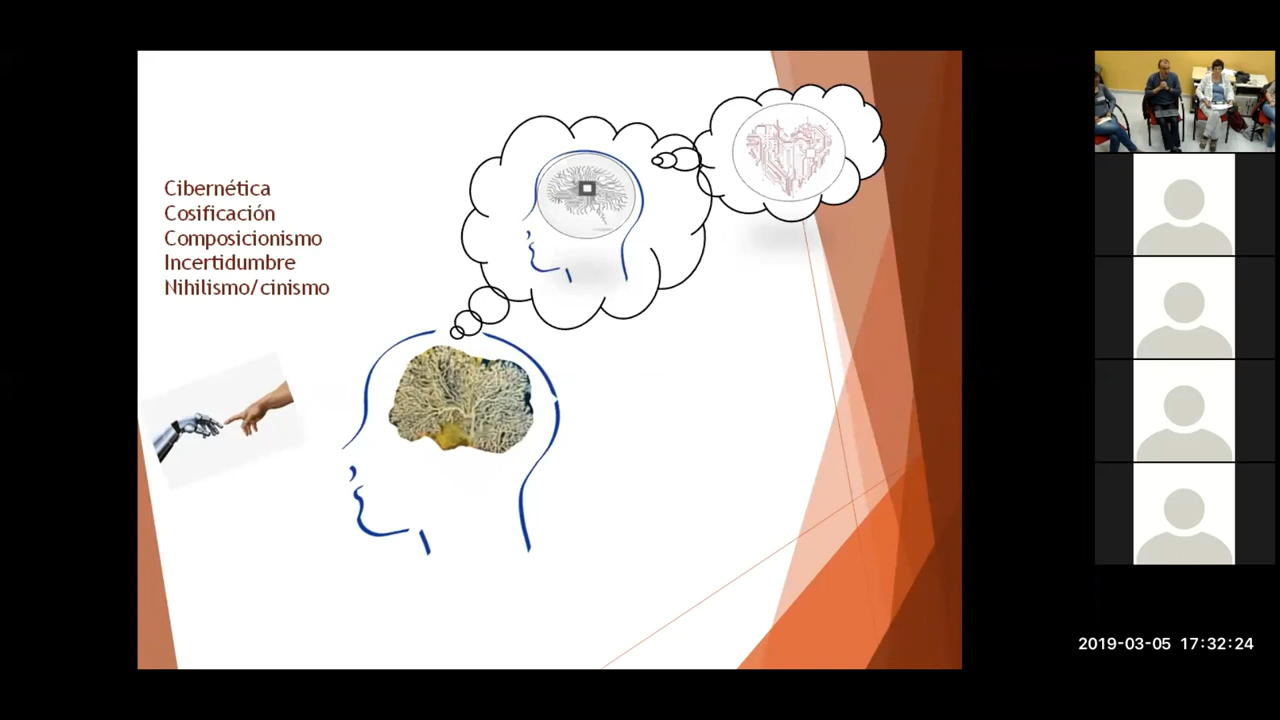 Cibernética
Cosificación
Composicionismo
Incertidumbre
Nihilismo/cinismo
2019-03-05 17:32:24